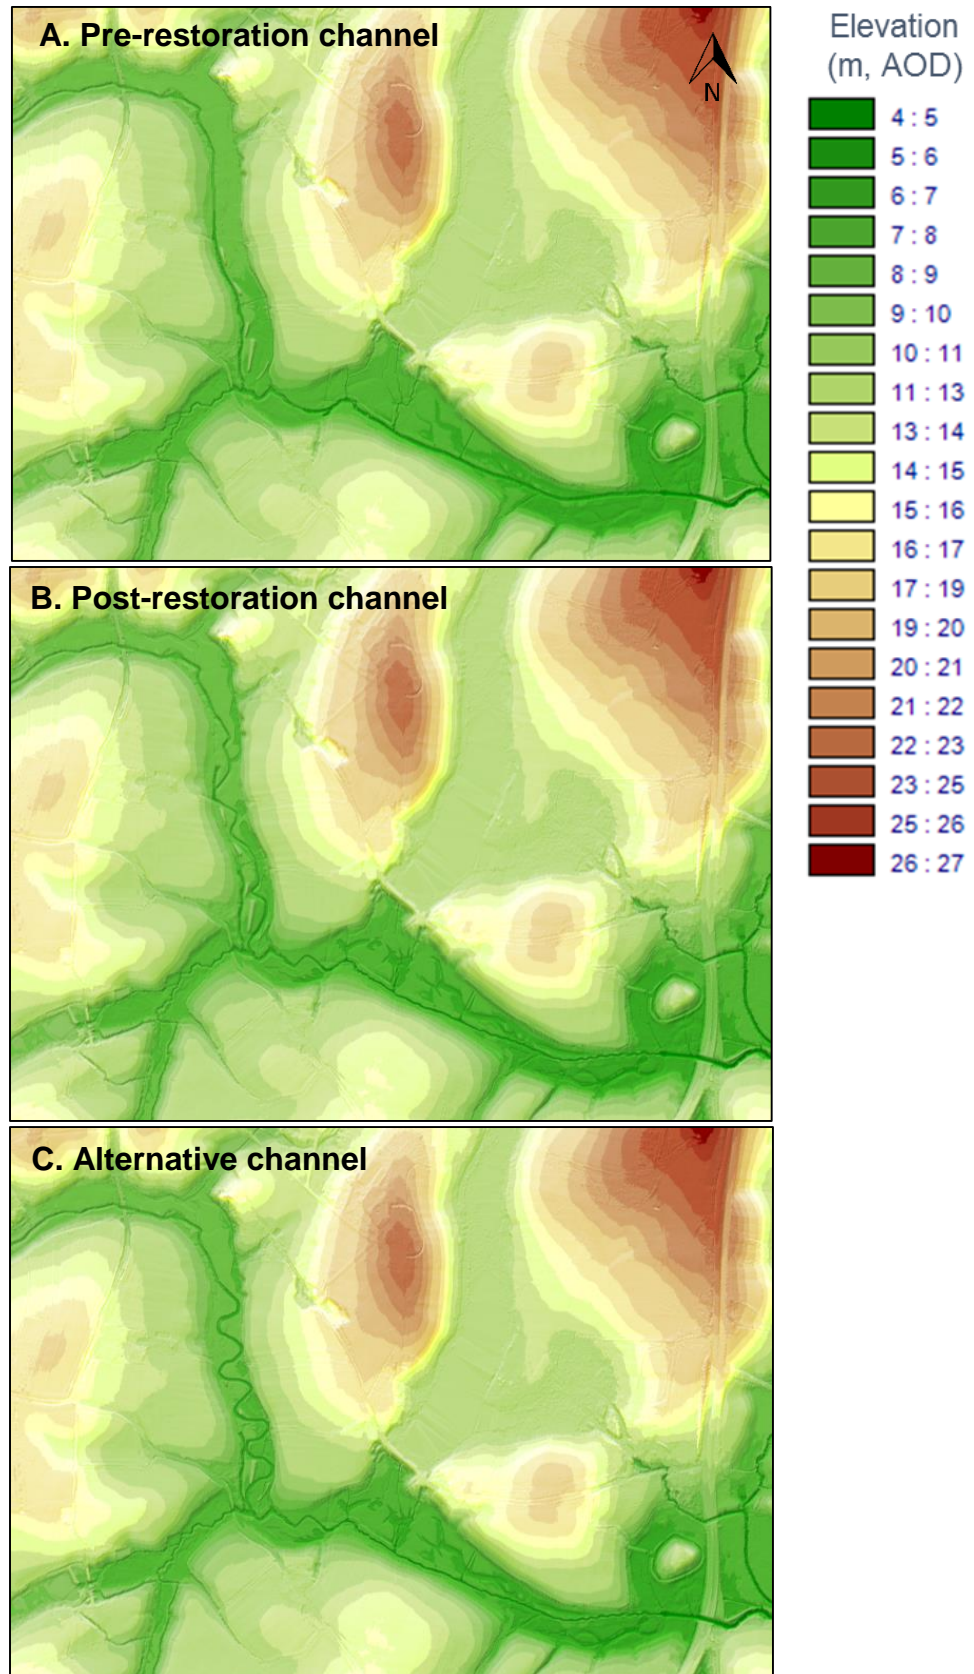 A. Pre-restoration channel
N
Elevation
(m, AOD)
4 : 5
5 : 6
6 : 7
7 : 8
8 : 9
9 : 10
10 : 11
11 : 13
13 : 14
14 : 15
15 : 16
16 : 17
17 : 19
19 : 20
20 : 21
21 : 22
22 : 23
23 : 25
25 : 26
26 : 27
B. Post-restoration channel
C. Alternative channel